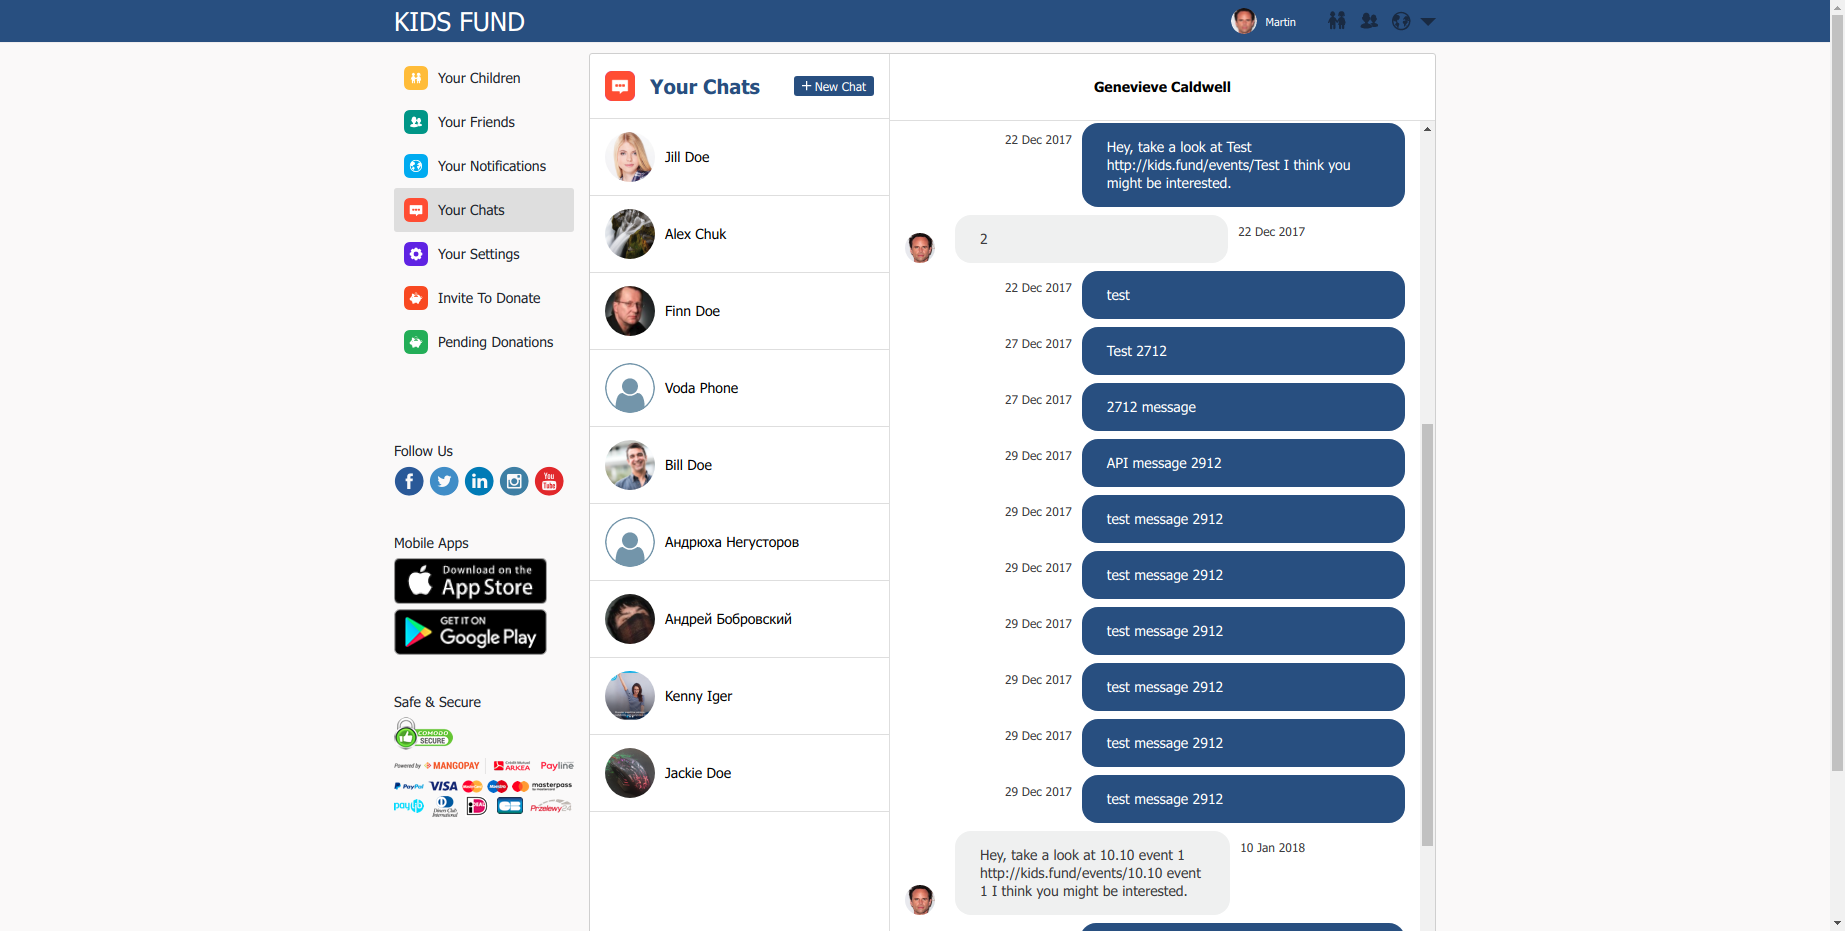 KIDS FUND
Martin
Your Children
Your Friends
Your Notifications
Your Chats
Your Settings
Invite To Donate
Pending Donations
Follow Us
You
Tube
Mobile Apps
Download on the
App Store
GET IT ON
Google Play
Safe & Secure
COMODO
SECURE
Powered by MANGOPAY
ARKEA
Payline
PayPal
VISA
masterpass
payU
Diners Club
International
CB
Przelewy24
Your Chats
+ New Chat
Jill Doe
Alex Chuk
Finn Doe
Voda Phone
Bill Doe
Андрюха Негусторов
Андрей Бобровский
Kenny Iger
Jackie Doe
Genevieve Caldwell
22 Dec 2017
Hey, take a look at Test
http://kids.fund/events/Test I think you
might be interested.
2
22 Dec 2017
22 Dec 2017
test
27 Dec 2017
Test 2712
27 Dec 2017
2712 message
29 Dec 2017
API message 2912
29 Dec 2017
test message 2912
29 Dec 2017
test message 2912
29 Dec 2017
test message 2912
29 Dec 2017
test message 2912
29 Dec 2017
test message 2912
29 Dec 2017
test message 2912
Hey, take a look at 10.10 event 1
http://kids.fund/events/10.10 event
1 I think you might be interested.
10 Jan 2018